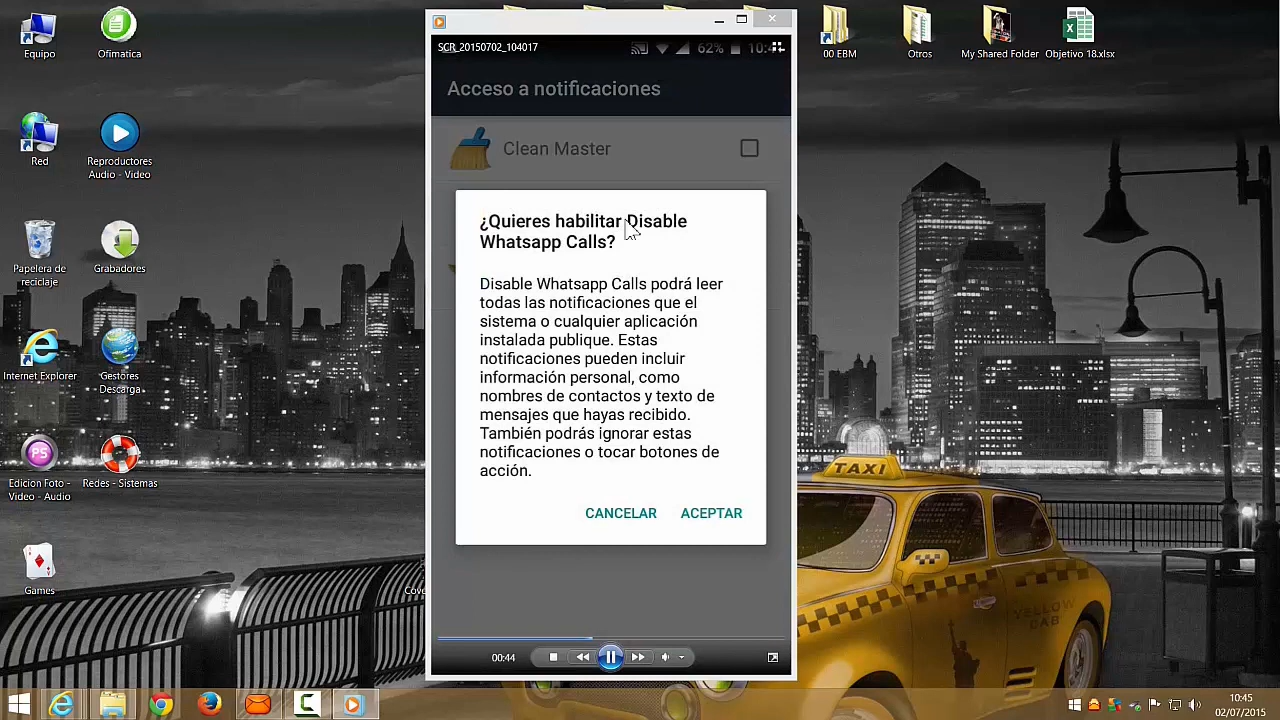 Equipo
Ofimatica
00 EBM
Otros
My Shared Folder
Objetivo 18.xlsx
Red
Reproductores
Audio - Video
Papelera de
reciclaje
Grabadores
Internet Explorer
Gestores
Descarga
Edicion Foto -
Video - Audio
Redes - Sistemas
Games
SCR_20150702_104017
62%
Acceso a notificaciones
Clean Master
¿Quieres habilitar Disable
Whatsapp Calls?
Disable Whatsapp Calls podrá leer
todas las notificaciones que el
sistema o cualquier aplicación
instalada publique. Estas
notificaciones pueden incluir
información personal, como
nombres de contactos y texto de
mensajes que hayas recibido.
También podrás ignorar estas
notificaciones o tocar botones de
acción.
CANCELAR
ACEPTAR
00:44
TAXI
YELLOW
CAB
10:45
02/07/2015